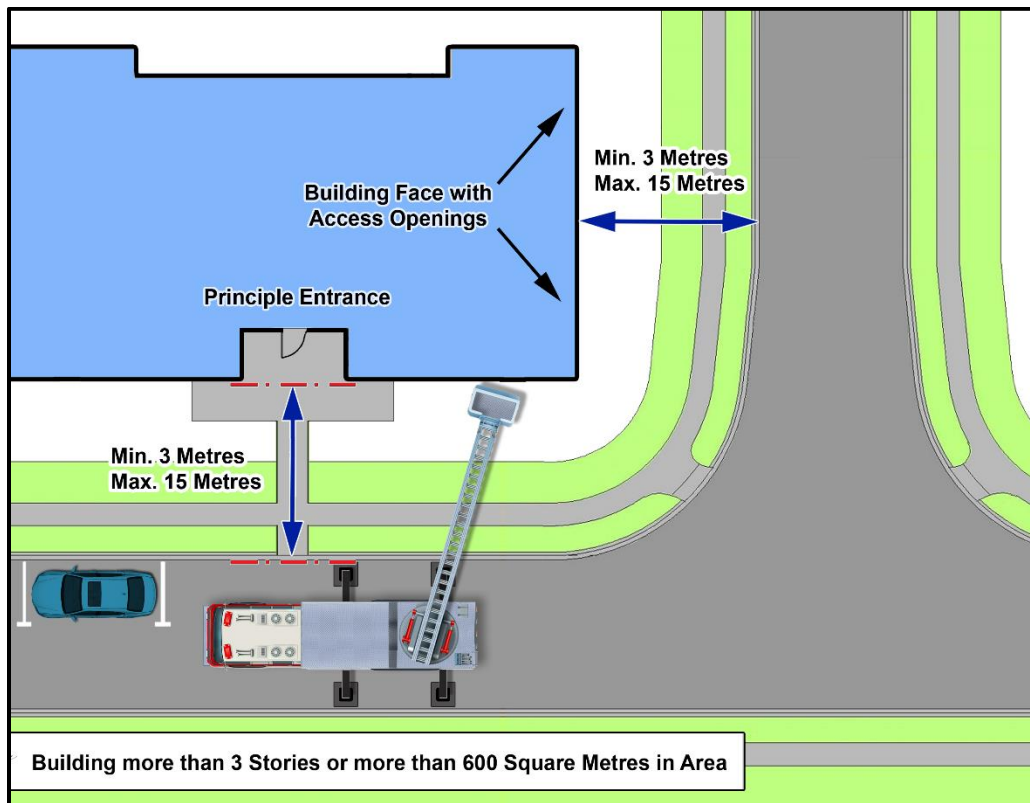 Min. 3 Metres
Max. 15 Metres
Building Face with
Access Openings
Principle Entrance
Min. 3 Metres
Max. 15 Metres
Building more than 3 Stories or more than 600 Square Metres in Area